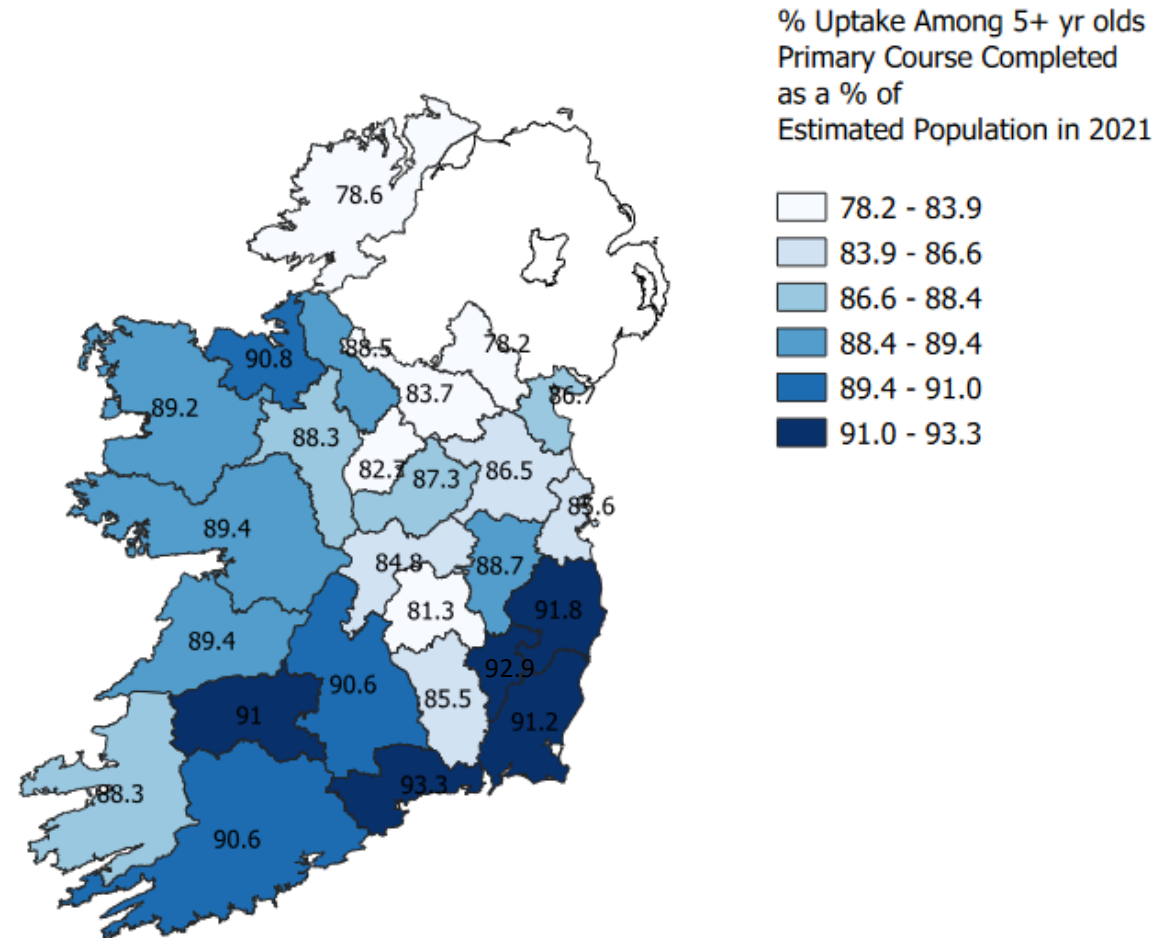 % Uptake Among 5+ yr olds
Primary Course Completed
as a % of
Estimated Population in 2021
78.2 - 83.9
83.9 - 86.6
86.6 - 88.4
88.4 - 89.4
89.4 - 91.0
91.0 - 93.3
78.6
88.5
78.2
90.8
83.7
86.7
89.2
88.3
82.7
87.3
86.5
85.6
89.4
84.8
88.7
81.3
91.8
89.4
92.9
90.6
85.5
91
91.2
93.3
88.3
90.6